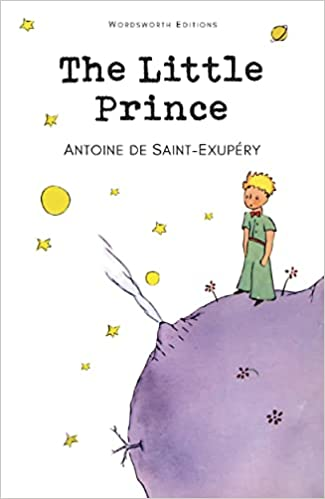 WORDSWORTH EDITIONS
The Little
Prince
ANTOINE DE SAINT-EXUPÉRY